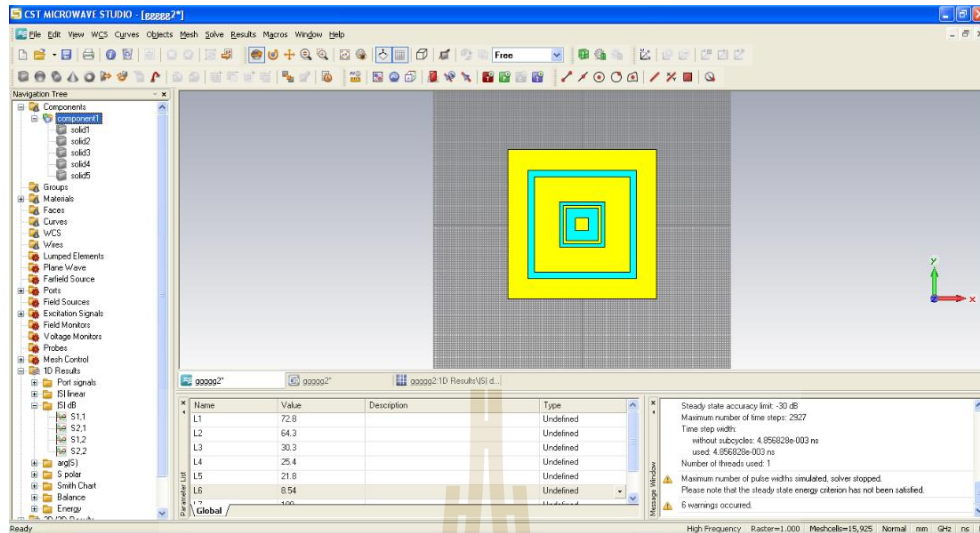 CST MICROWAVE STUDIO - [ggggg2*]
File Edit View WCS Curves Objects Mesh Solve Results Macros Window Help
Free
Navigation Tree
Components
component1
solid1
solid2
solid3
solid4
solid5
Groups
Materials
Faces
Curves
WCS
Wires
Lumped Elements
Plane Wave
Farfield Source
Ports
Field Sources
Excitation Signals
Field Monitors
Voltage Monitors
Probes
Mesh Control
1D Results
Port signals
|S| linear
|S| dB
S1,1
S2,1
S1,2
S2,2
arg(S)
S polar
Smith Chart
Balance
Energy
2D/3D Results
y
x
ggggg2*
ggggg2*
ggggg2:1D Results\|S| d...
Parameter List
Name Value Description Type
L1 72.8 Undefined
L2 64.3 Undefined
L3 30.3 Undefined
L4 25.4 Undefined
L5 21.8 Undefined
L6 8.54 Undefined
L7 100 Undefined
Global
Message Window
Steady state accuracy limit: -30 dB
Maximum number of time steps: 2927
Time step width:
without subcycles: 4.856828e-003 ns
used: 4.856828e-003 ns
Number of threads used: 1
Maximum number of pulse widths simulated, solver stopped.
Please note that the steady state energy criterion has not been satisfied.
6 warnings occurred.
Ready
High Frequency Raster=1.000 Meshcells=15,925 Normal mm GHz ns